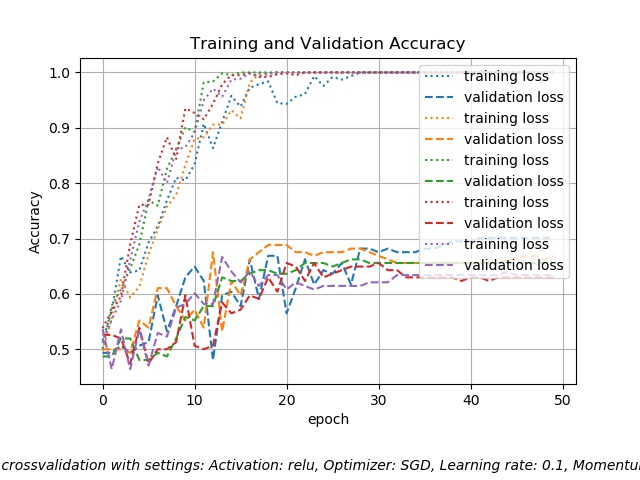 Training and Validation Accuracy
1.0
0.9
0.8
0.7
0.6
0.5
Accuracy
training loss
validation loss
training loss
validation loss
training loss
validation loss
training loss
validation loss
training loss
validation loss
0 10 20 30 40 50
epoch
crossvalidation with settings: Activation: relu, Optimizer: SGD, Learning rate: 0.1, Momentu